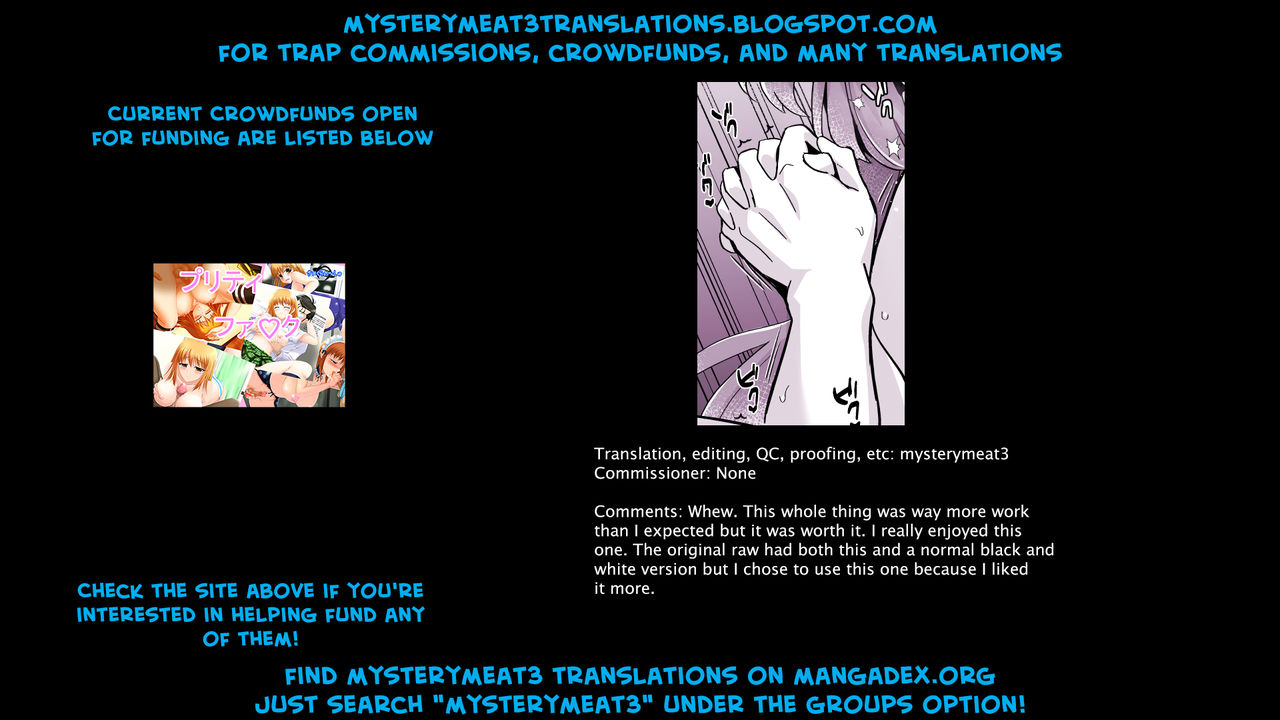 MYSTERYMEAT3TRANSLATIONS.BLOGSPOT.COM
FOR TRAP COMMISSIONS, CROWDFUNDS, AND MANY TRANSLATIONS
CURRENT CROWDFUNDS OPEN
FOR FUNDING ARE LISTED BELOW
プリティ
ファ♡ク
Translation, editing, QC, proofing, etc: mysterymeat3
Commissioner: None
Comments: Whew. This whole thing was way more work
than I expected but it was worth it. I really enjoyed this
one. The original raw had both this and a normal black and
white version but I chose to use this one because I liked
it more.
CHECK THE SITE ABOVE IF YOU'RE
INTERESTED IN HELPING FUND ANY
OF THEM!
FIND MYSTERYMEAT3 TRANSLATIONS ON MANGADEX.ORG
JUST SEARCH "MYSTERYMEAT3" UNDER THE GROUPS OPTION!